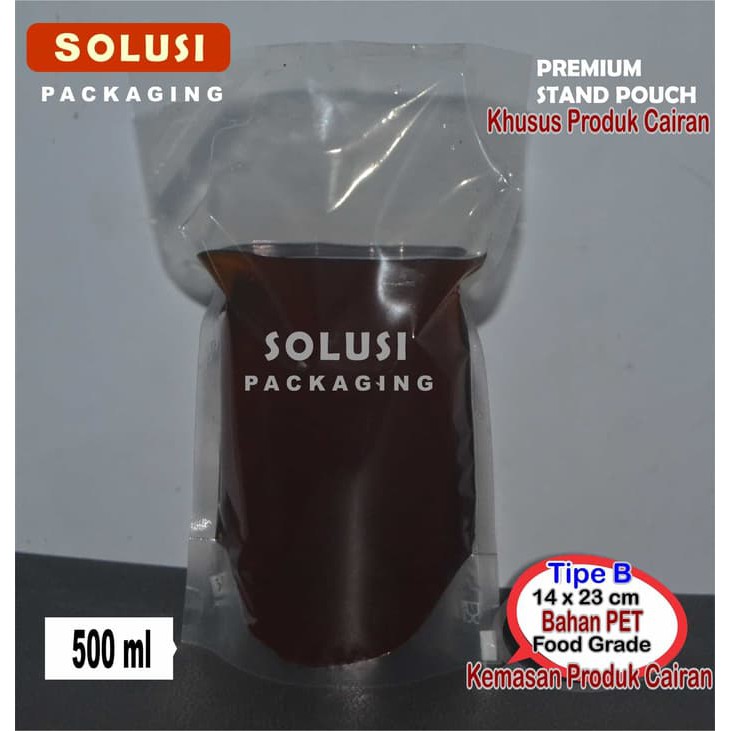 SOLUSI
PACKAGING
PREMIUM
STAND POUCH
Khusus Produk Cairan
SOLUSI
PACKAGING
Tipe B
14 x 23 cm
Bahan PET
Food Grade
Kemasan Produk Cairan
500 ml